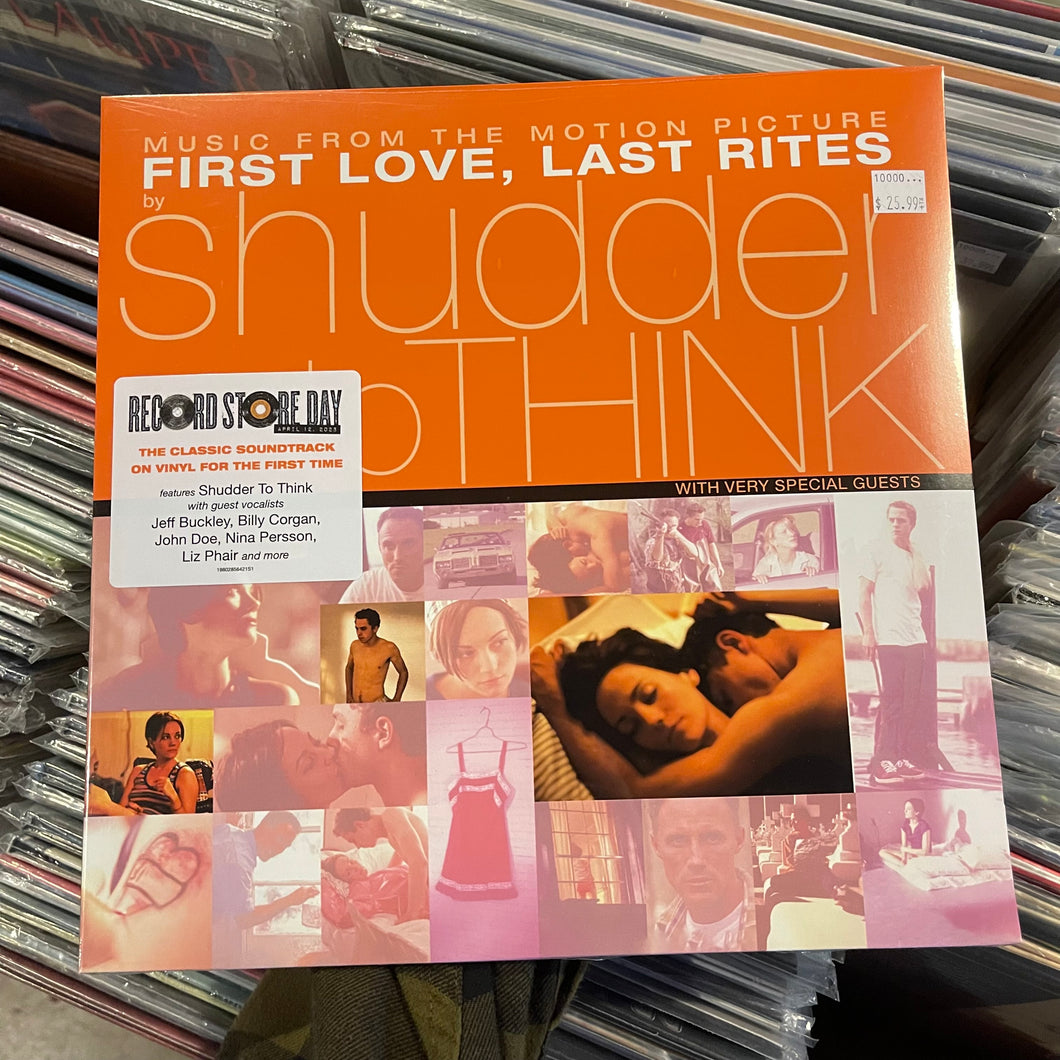 MUSIC FROM THE MOTION PICTURE
FIRST LOVE, LAST RITES
by
shudder
to THINK
WITH VERY SPECIAL GUESTS
10000...
$ 25.99
RECORD STORE DAY
APRIL 12, 2025
THE CLASSIC SOUNDTRACK
ON VINYL FOR THE FIRST TIME
features Shudder To Think
with guest vocalists
Jeff Buckley, Billy Corgan,
John Doe, Nina Persson,
Liz Phair and more